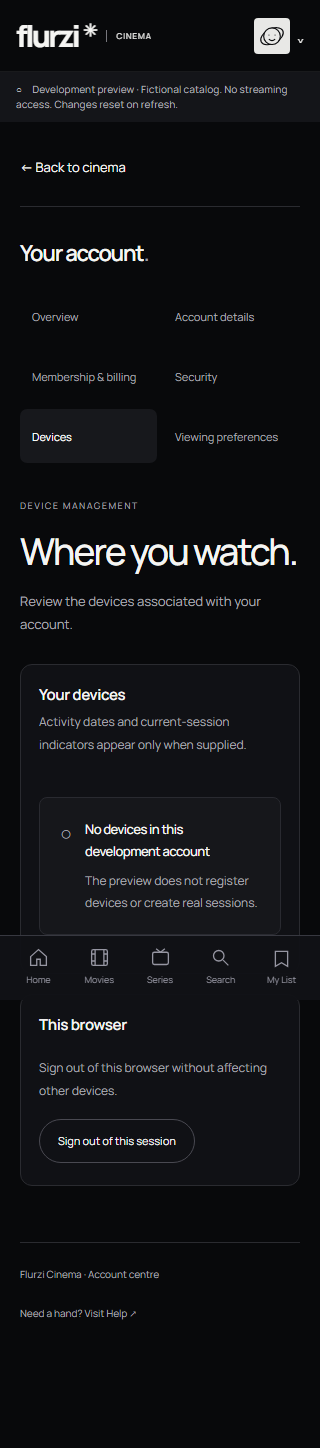 flurzi* | CINEMA
Development preview · Fictional catalog. No streaming
access. Changes reset on refresh.
← Back to cinema
Your account.
Overview
Account details
Membership & billing
Security
Devices
Viewing preferences
DEVICE MANAGEMENT
Where you watch.
Review the devices associated with your
account.
Your devices
Activity dates and current-session
indicators appear only when supplied.
No devices in this
development account
The preview does not register
devices or create real sessions.
Home
Movies
Series
Search
My List
This browser
Sign out of this browser without affecting
other devices.
Sign out of this session
Flurzi Cinema · Account centre
Need a hand? Visit Help ↗